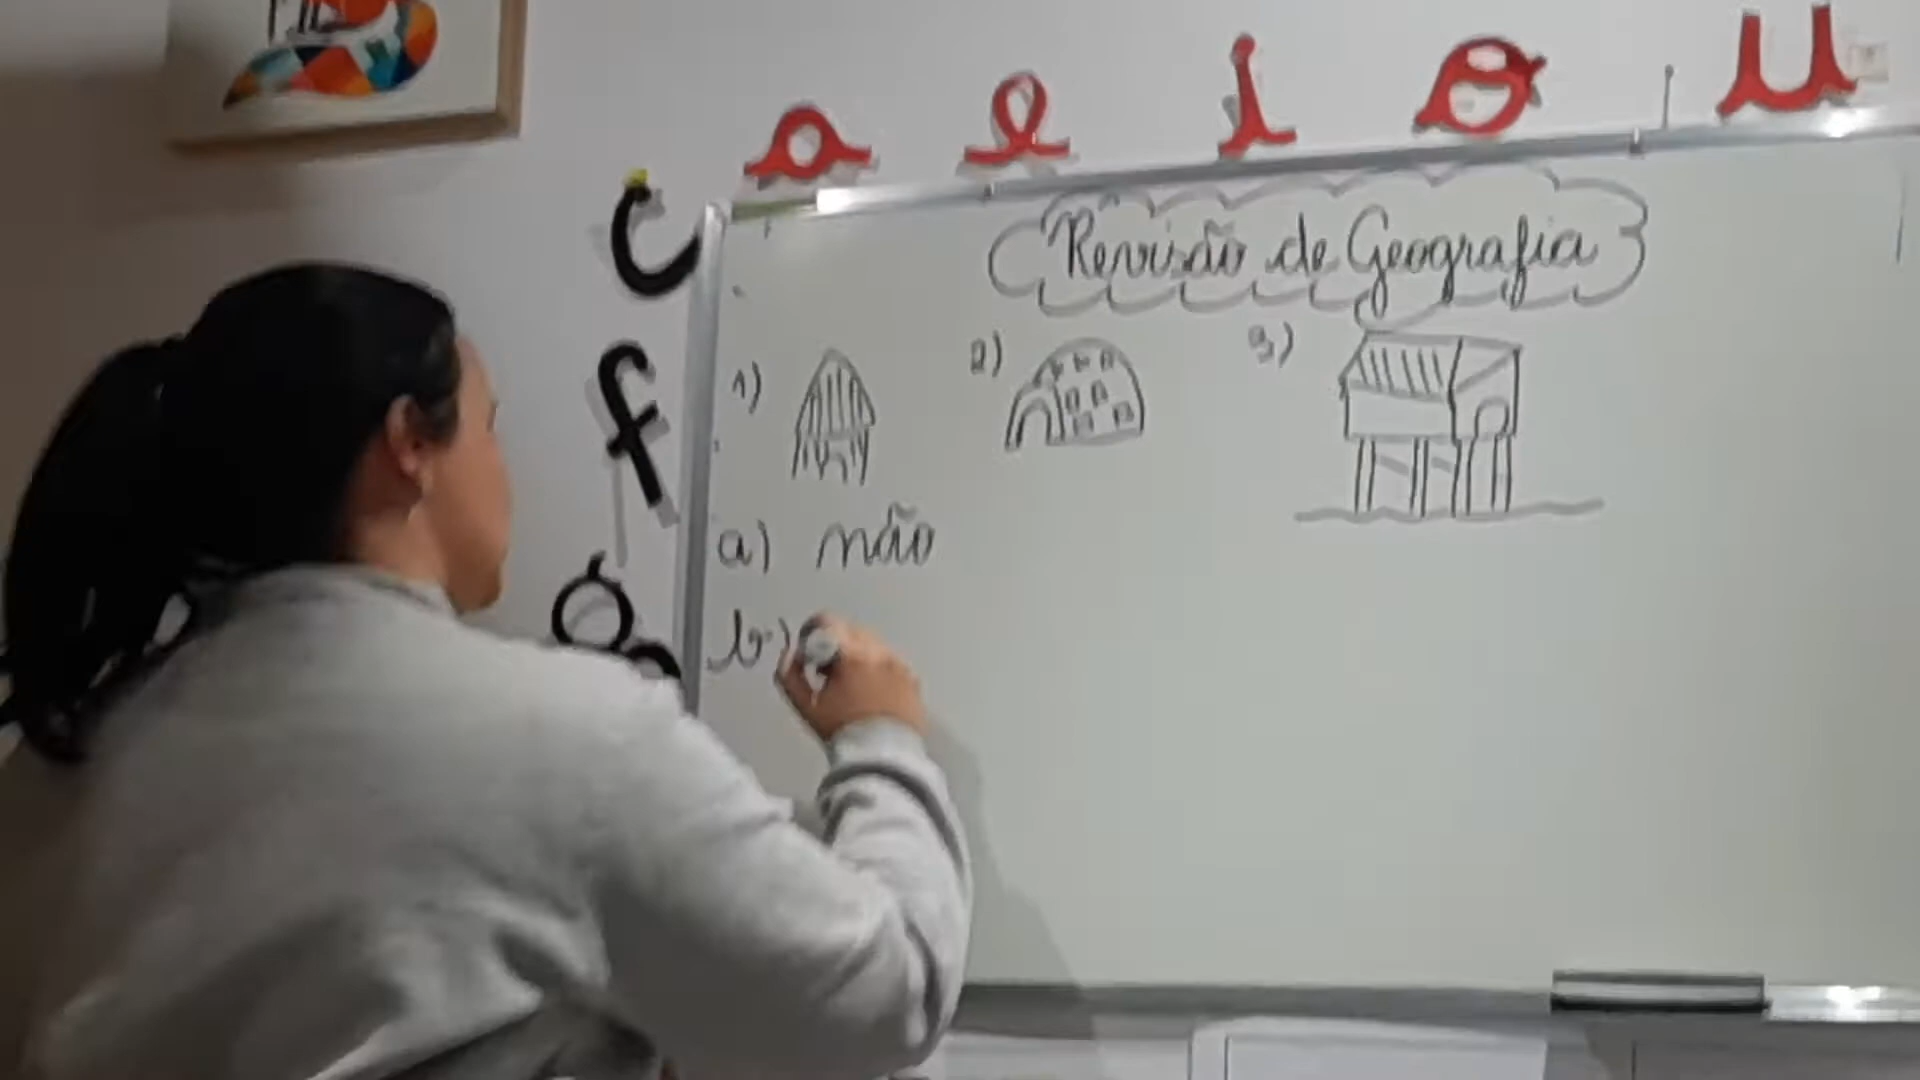 a e i o u
c
f
g
Revisão de Geografia
1) 2) 3)
a) não
b)